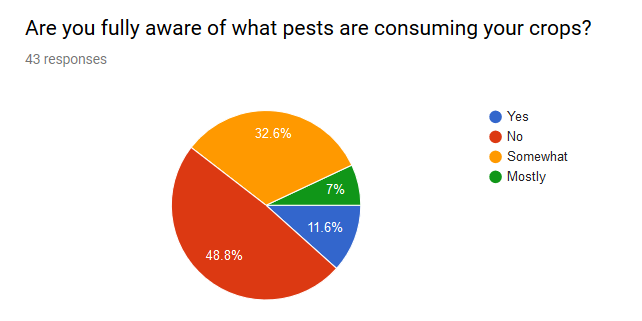 Are you fully aware of what pests are consuming your crops?
43 responses
32.6%
7%
11.6%
48.8%
Yes
No
Somewhat
Mostly